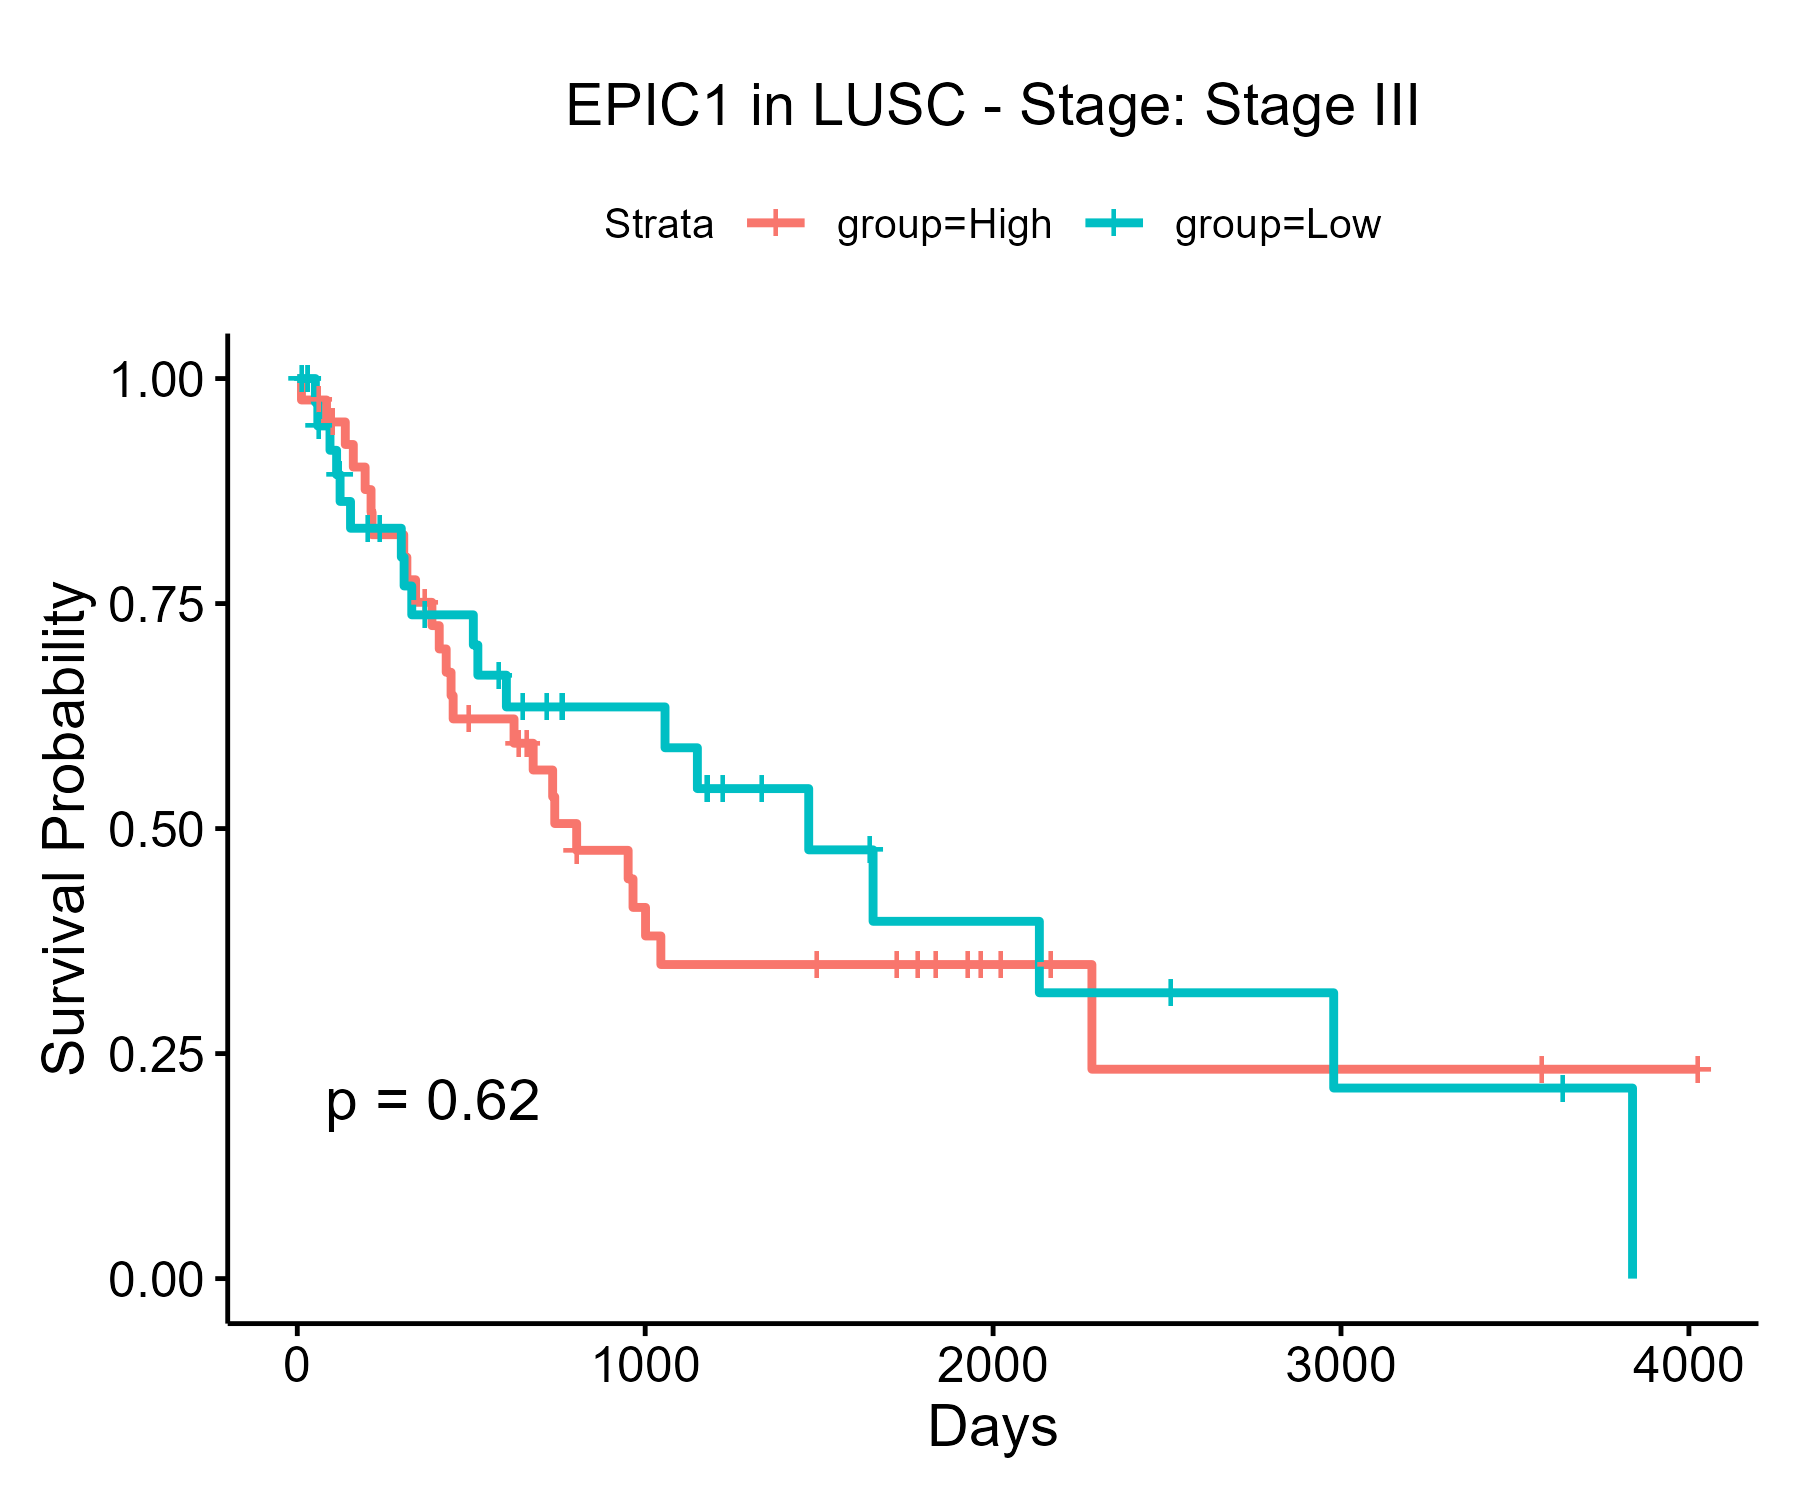 EPIC1 in LUSC - Stage: Stage III
Strata group=High group=Low
Survival Probability
1.00
0.75
0.50
0.25
0.00
p = 0.62
0 1000 2000 3000 4000
Days